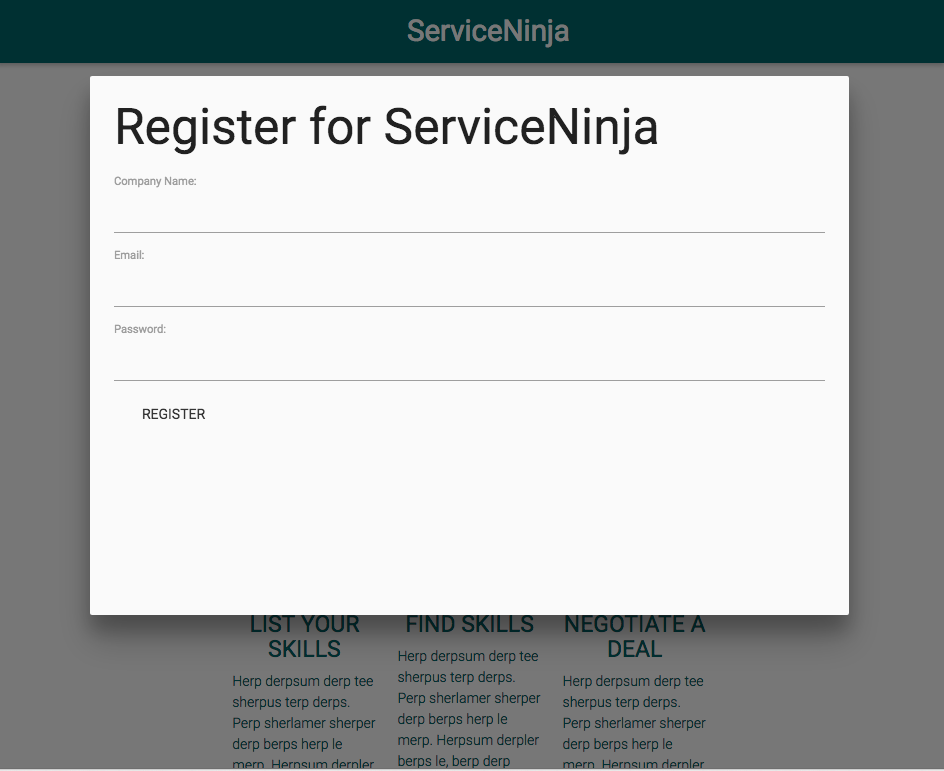 ServiceNinja
Register for ServiceNinja
Company Name:
Email:
Password:
REGISTER
LIST YOUR
SKILLS
Herp derpsum derp tee
sherpus terp derps.
Perp sherlamer sherper
derp berps herp le
merp. Herpsum derpler
FIND SKILLS
Herp derpsum derp tee
sherpus terp derps.
Perp sherlamer sherper
derp berps herp le
merp. Herpsum derpler
berps le, berp derp
NEGOTIATE A
DEAL
Herp derpsum derp tee
sherpus terp derps.
Perp sherlamer sherper
derp berps herp le
merp. Herpsum derpler